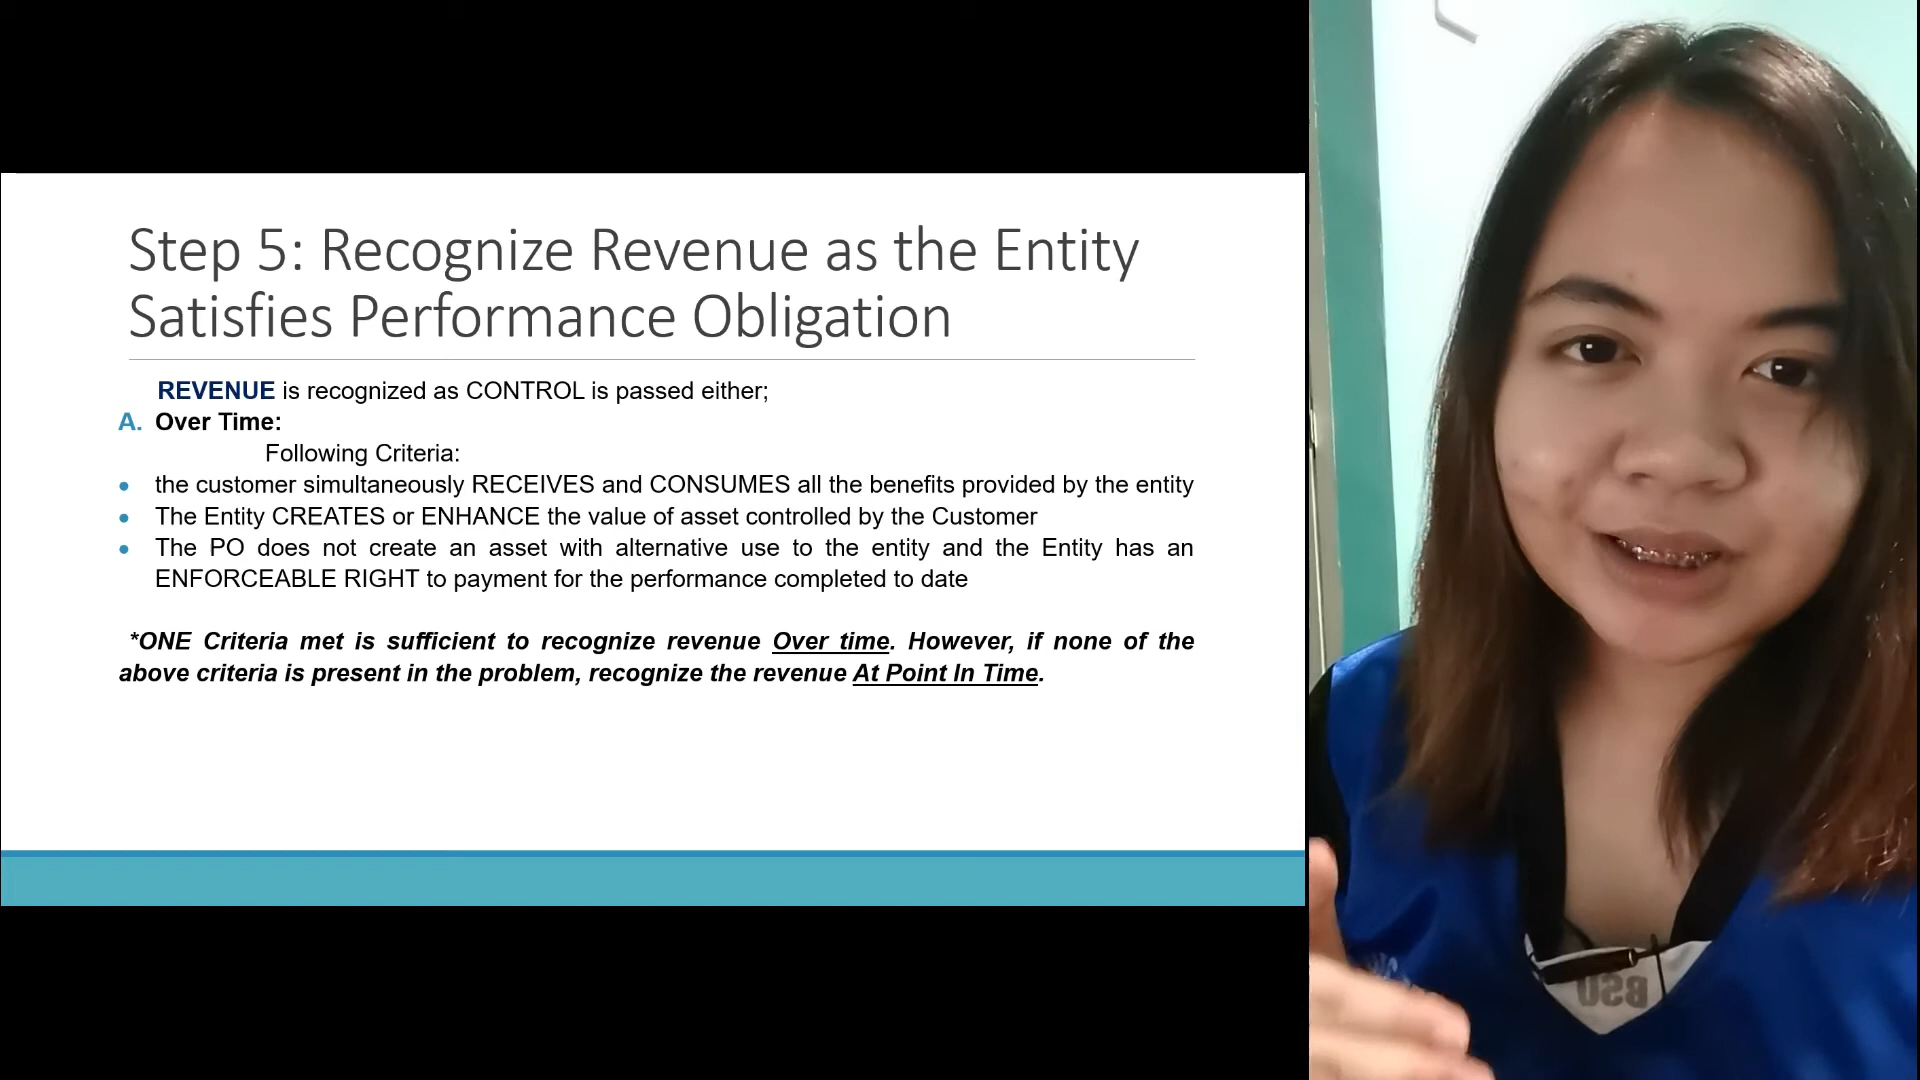 Step 5: Recognize Revenue as the Entity
Satisfies Performance Obligation
REVENUE is recognized as CONTROL is passed either;
A. Over Time:
Following Criteria:
• the customer simultaneously RECEIVES and CONSUMES all the benefits provided by the entity
• The Entity CREATES or ENHANCE the value of asset controlled by the Customer
• The PO does not create an asset with alternative use to the entity and the Entity has an
ENFORCEABLE RIGHT to payment for the performance completed to date
*ONE Criteria met is sufficient to recognize revenue Over time. However, if none of the
above criteria is present in the problem, recognize the revenue At Point In Time.
BSU